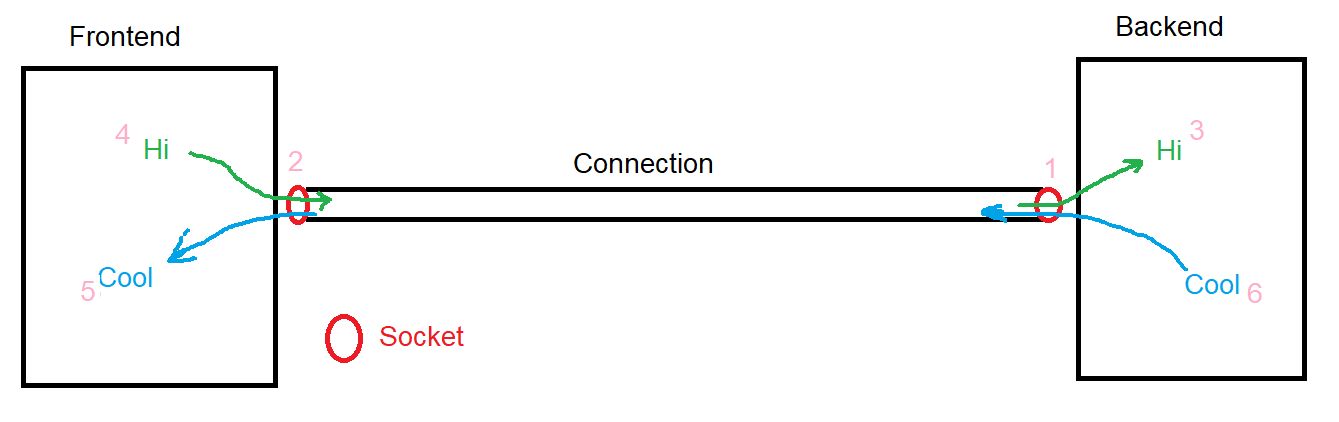 Frontend
Backend
4
Hi
2
Connection
1
Hi
3
5
Cool
Cool
6
Socket